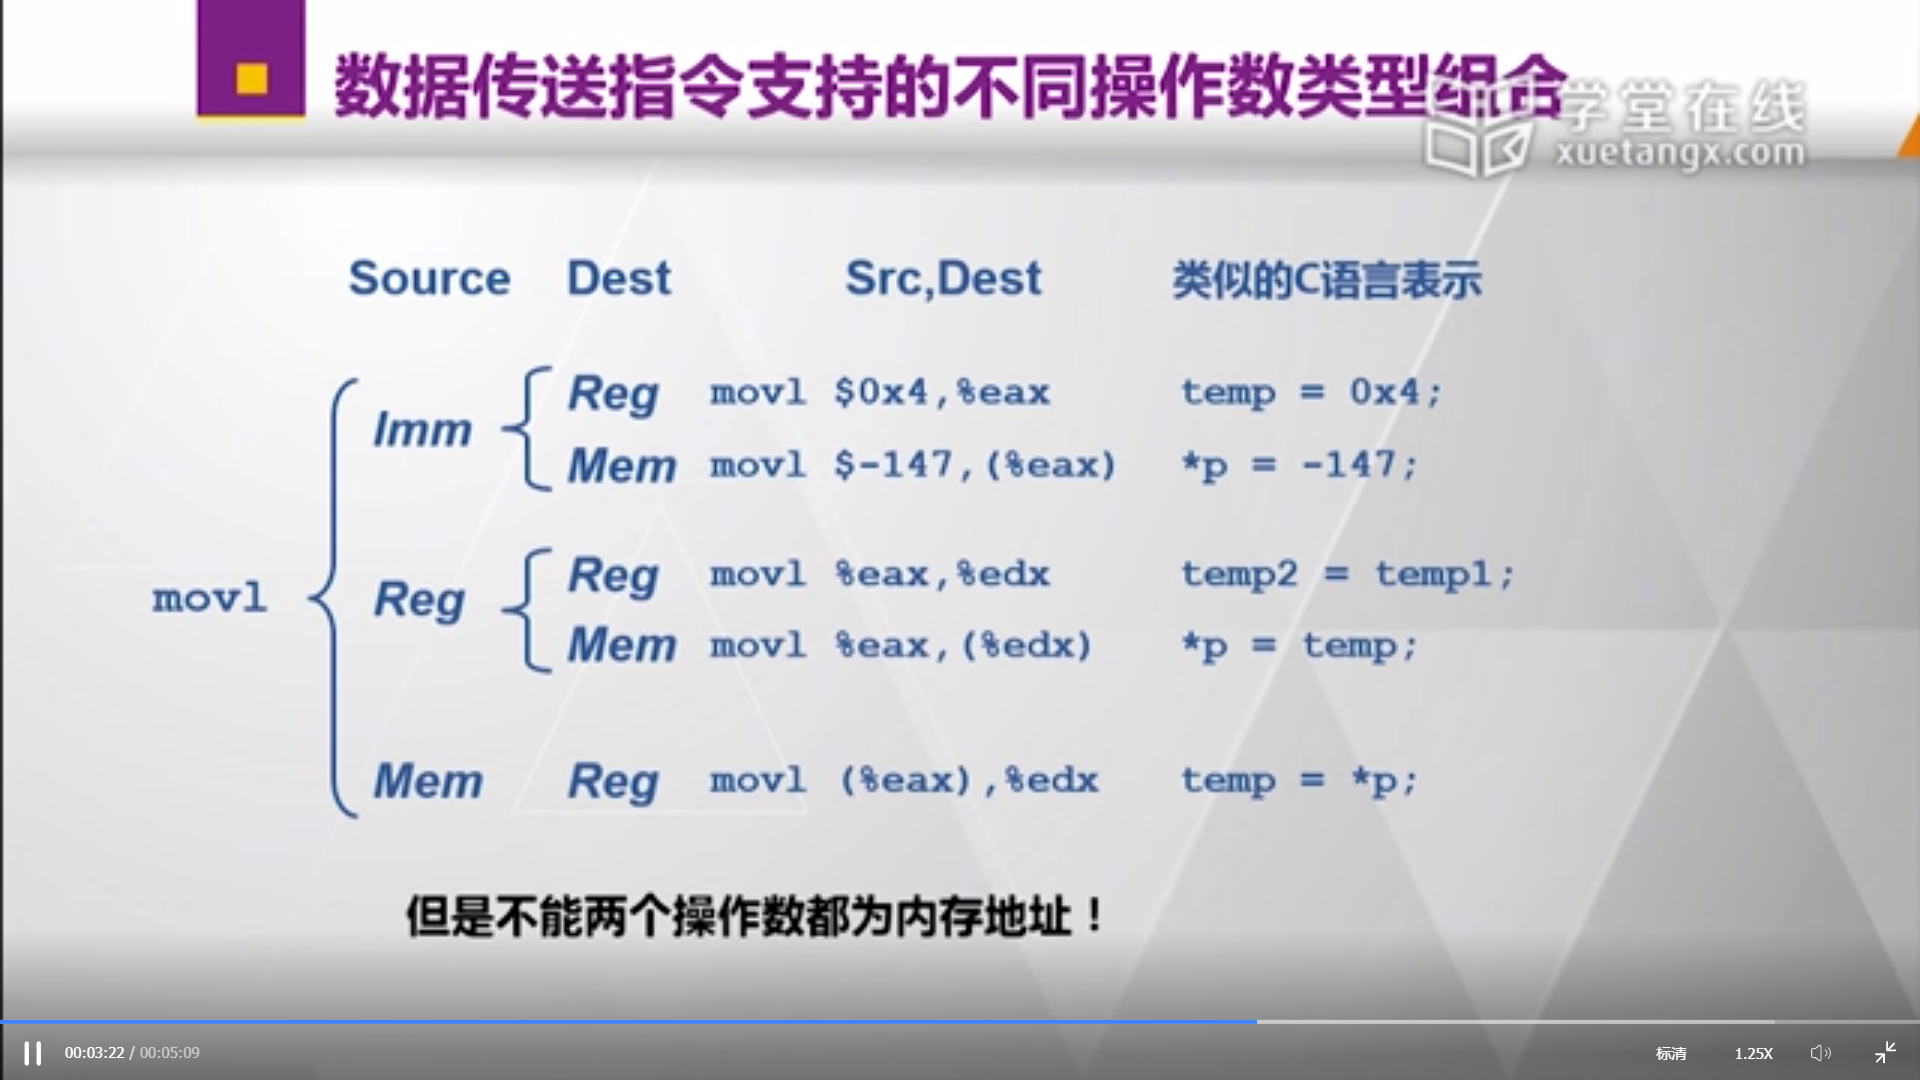 数据传送指令支持的不同操作数类型组合
学堂在线
xuetangx.com
Source Dest Src,Dest 类似的C语言表示
Reg movl $0x4,%eax temp = 0x4;
Imm
Mem movl $-147,(%eax) *p = -147;
Reg movl %eax,%edx temp2 = temp1;
movl Reg
Mem movl %eax,(%edx) *p = temp;
Mem Reg movl (%eax),%edx temp = *p;
但是不能两个操作数都为内存地址！
00:03:22 / 00:05:09 标清 1.25X